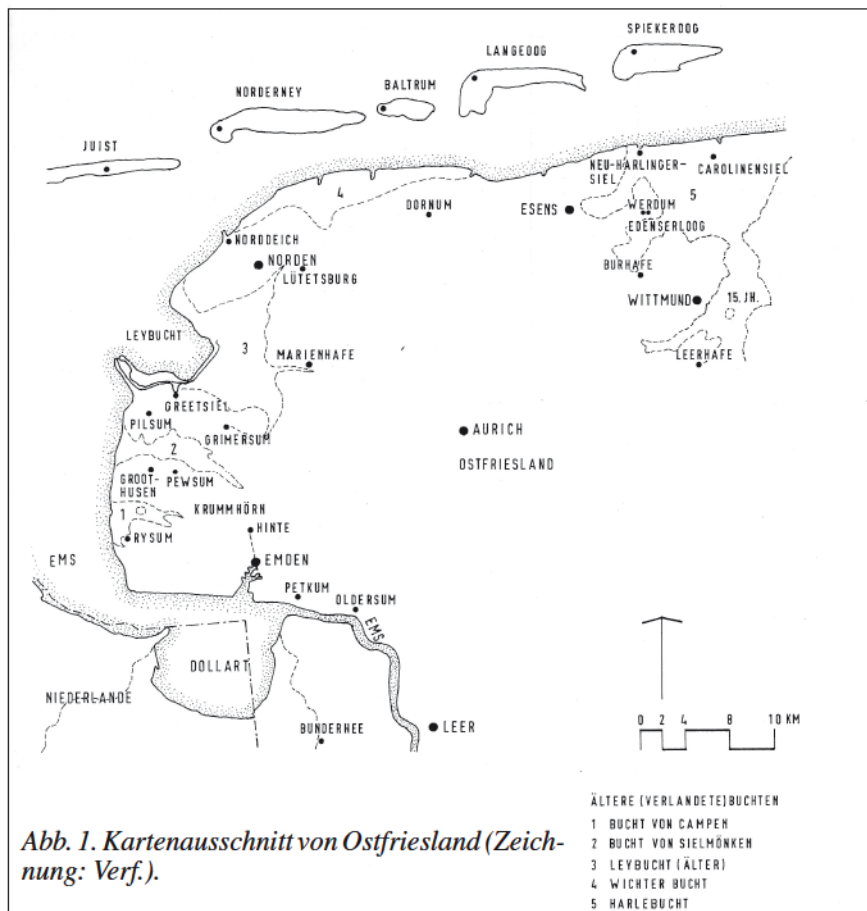 SPIEKEROOG
LANGEOOG
BALTRUM
NORDERNEY
JUIST
NEU-HARLINGER-
SIEL
CAROLINENSIEL
4
5
DORNUM
ESENS
WERDUM
EDENSERLOOG
NORDDEICH
NORDEN
LÜTETSBURG
BURHAFE
WITTMUND
15. JH.
LEYBUCHT
3
MARIENHAFE
LEERHAFE
GREETSIEL
PILSUM
GRIMERSUM
AURICH
2
OSTFRIESLAND
GROOT-
HUSEN
PEWSUM
1
KRUMMHÖRN
RYSUM
HINTE
EMS
EMDEN
PETKUM
OLDERSUM
EMS
DOLLART
NIEDERLANDE
BUNDERHEE
LEER
0 2 4 8 10 KM
ÄLTERE (VERLANDETE) BUCHTEN
1 BUCHT VON CAMPEN
2 BUCHT VON SIELMÖNKEN
3 LEYBUCHT (ÄLTER)
4 WICHTER BUCHT
5 HARLEBUCHT
Abb. 1. Kartenausschnitt von Ostfriesland (Zeich-
nung: Verf.).